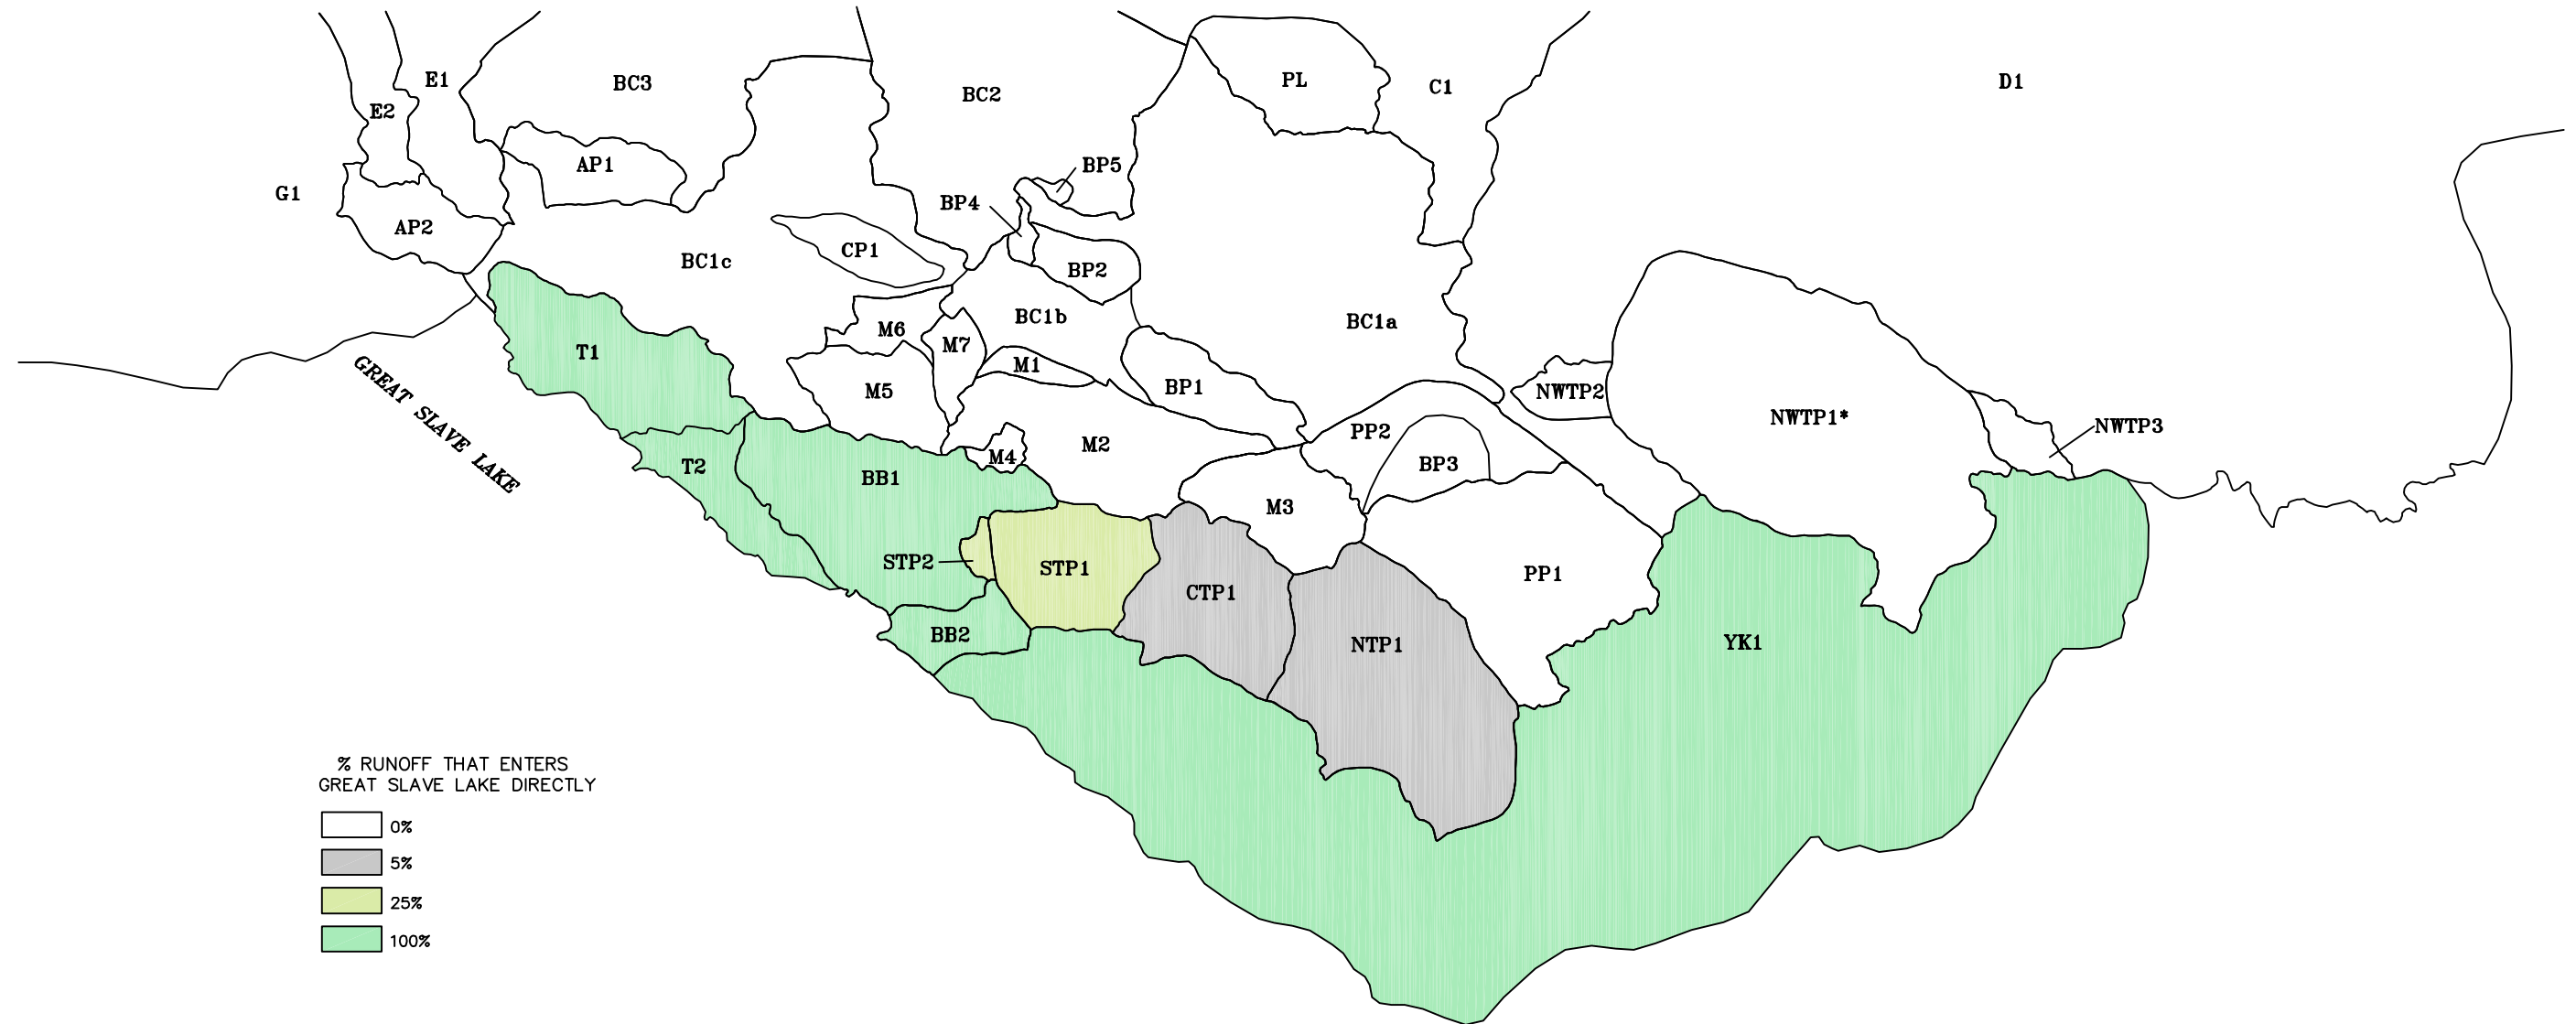 E1
BC3
BC2
PL
C1
D1
E2
AP1
BP5
G1
BP4
AP2
CP1
BC1c
BP2
BC1b
BC1a
M6
M7
T1
M1
M5
BP1
NWTP2
GREAT SLAVE LAKE
NWTP1*
NWTP3
PP2
M2
M4
BP3
T2
BB1
M3
STP2
STP1
PP1
CTP1
BB2
NTP1
YK1
% RUNOFF THAT ENTERS
GREAT SLAVE LAKE DIRECTLY
0%
5%
25%
100%